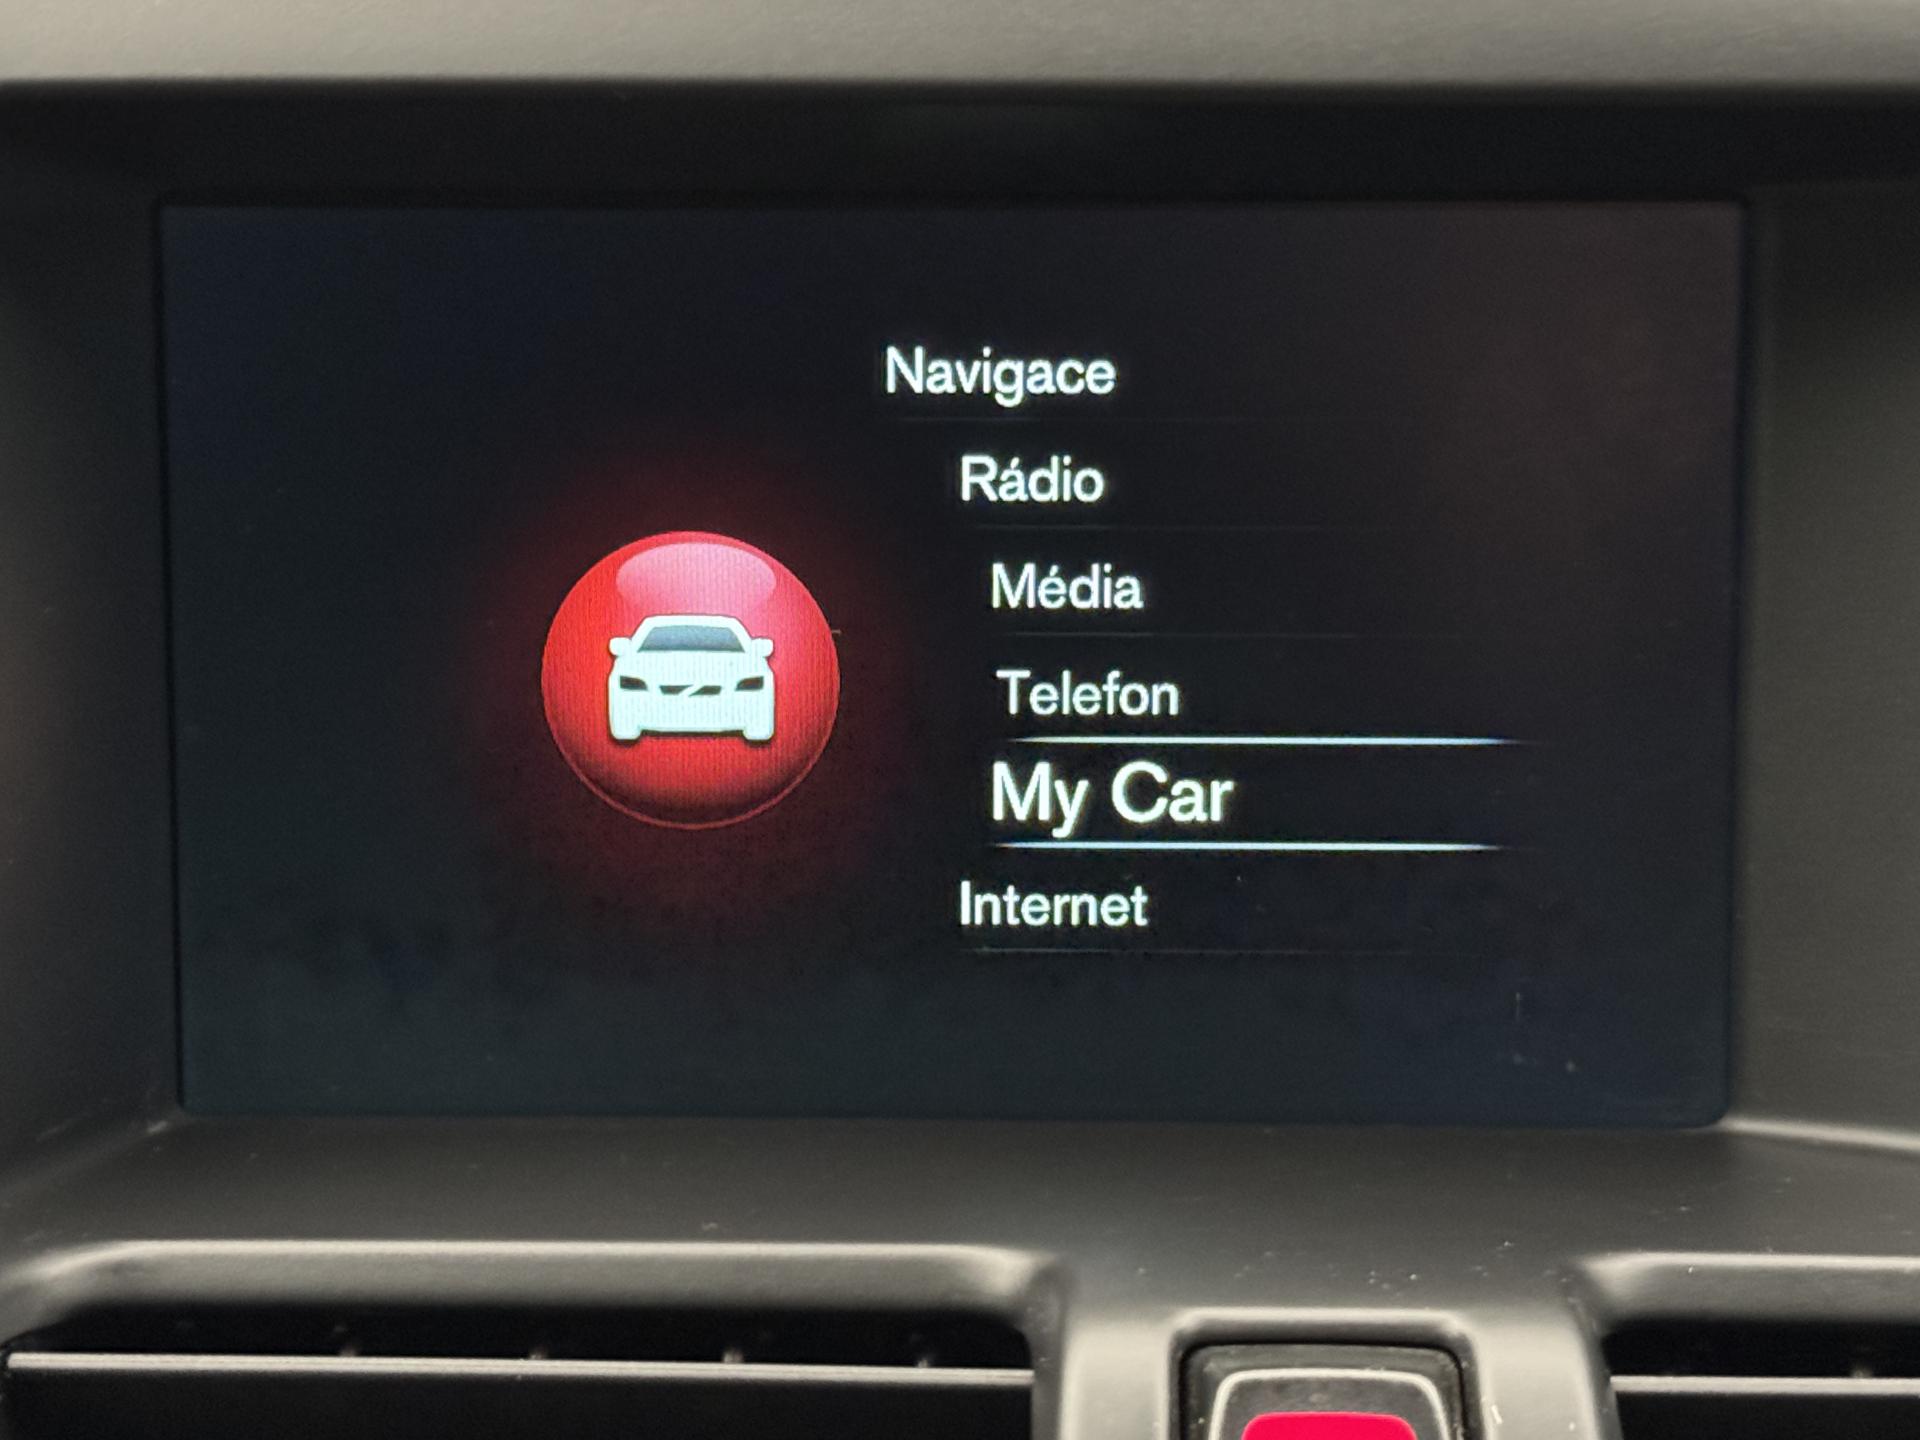 Navigace
Rádio
Média
Telefon
My Car
Internet